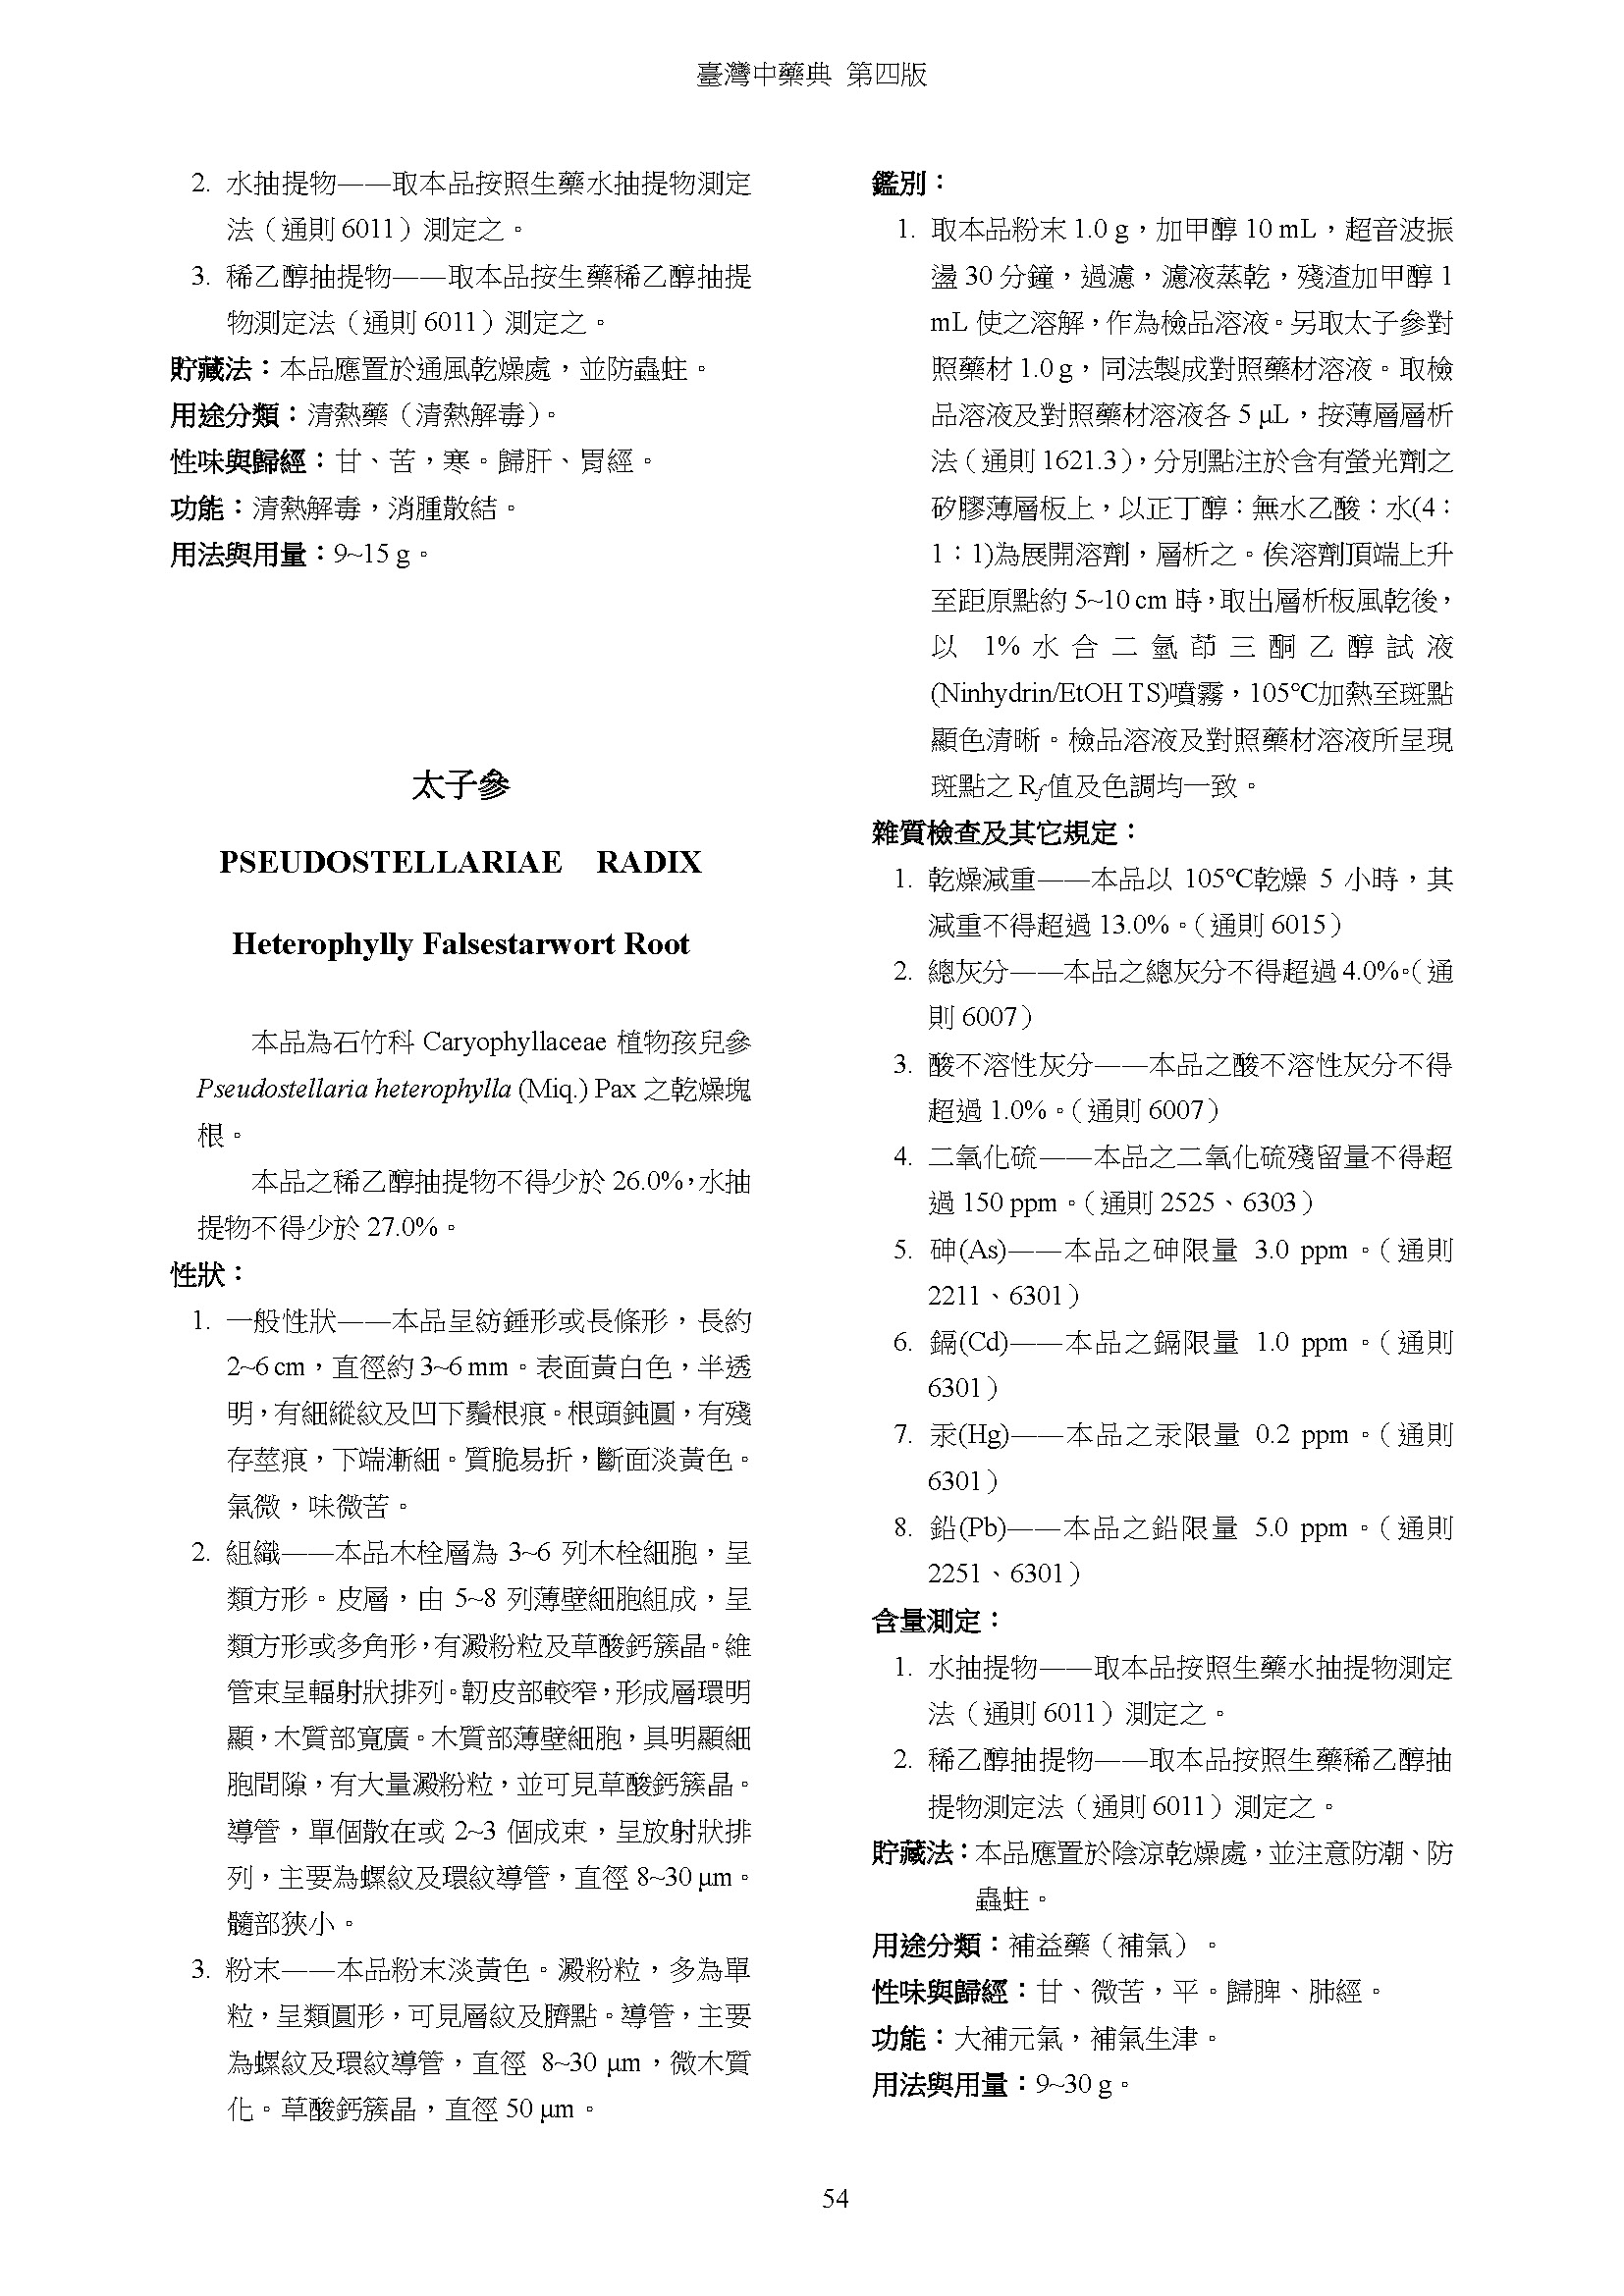 臺灣中藥典 第四版
2. 水抽提物——取本品按照生藥水抽提物測定
法（通則 6011）測定之。
3. 稀乙醇抽提物——取本品按生藥稀乙醇抽提
物測定法（通則 6011）測定之。
貯藏法：本品應置於通風乾燥處，並防蟲蛀。
用途分類：清熱藥（清熱解毒）。
性味與歸經：甘、苦，寒。歸肝、胃經。
功能：清熱解毒，消腫散結。
用法與用量：9~15 g。
太子參
PSEUDOSTELLARIAE RADIX
Heterophylly Falsestarwort Root
本品為石竹科 Caryophyllaceae 植物孩兒參
Pseudostellaria heterophylla (Miq.) Pax 之乾燥塊
根。
本品之稀乙醇抽提物不得少於 26.0%，水抽
提物不得少於 27.0%。
性狀：
1. 一般性狀——本品呈紡錘形或長條形，長約
2~6 cm，直徑約 3~6 mm。表面黃白色，半透
明，有細縱紋及凹下鬚根痕。根頭鈍圓，有殘
存莖痕，下端漸細。質脆易折，斷面淡黃色。
氣微，味微苦。
2. 組織——本品木栓層為 3~6 列木栓細胞，呈
類方形。皮層，由 5~8 列薄壁細胞組成，呈
類方形或多角形，有澱粉粒及草酸鈣簇晶。維
管束呈輻射狀排列。韌皮部較窄，形成層環明
顯，木質部寬廣。木質部薄壁細胞，具明顯細
胞間隙，有大量澱粉粒，並可見草酸鈣簇晶。
導管，單個散在或 2~3 個成束，呈放射狀排
列，主要為螺紋及環紋導管，直徑 8~30 μm。
髓部狹小。
3. 粉末——本品粉末淡黃色。澱粉粒，多為單
粒，呈類圓形，可見層紋及臍點。導管，主要
為螺紋及環紋導管，直徑 8~30 μm，微木質
化。草酸鈣簇晶，直徑 50 μm。
鑑別：
1. 取本品粉末 1.0 g，加甲醇 10 mL，超音波振
盪 30 分鐘，過濾，濾液蒸乾，殘渣加甲醇 1
mL 使之溶解，作為檢品溶液。另取太子參對
照藥材 1.0 g，同法製成對照藥材溶液。取檢
品溶液及對照藥材溶液各 5 μL，按薄層層析
法（通則 1621.3），分別點注於含有螢光劑之
矽膠薄層板上，以正丁醇：無水乙酸：水(4：
1：1)為展開溶劑，層析之。俟溶劑頂端上升
至距原點約 5~10 cm 時，取出層析板風乾後，
以 1% 水合二氫茚三酮乙醇試液
(Ninhydrin/EtOH TS)噴霧，105℃加熱至斑點
顯色清晰。檢品溶液及對照藥材溶液所呈現
斑點之 Rf值及色調均一致。
雜質檢查及其它規定：
1. 乾燥減重——本品以 105℃乾燥 5 小時，其
減重不得超過 13.0%。（通則 6015）
2. 總灰分——本品之總灰分不得超過 4.0%。（通
則 6007）
3. 酸不溶性灰分——本品之酸不溶性灰分不得
超過 1.0%。（通則 6007）
4. 二氧化硫——本品之二氧化硫殘留量不得超
過 150 ppm。（通則 2525、6303）
5. 砷(As)——本品之砷限量 3.0 ppm。（通則
2211、6301）
6. 鎘(Cd)——本品之鎘限量 1.0 ppm。（通則
6301）
7. 汞(Hg)——本品之汞限量 0.2 ppm。（通則
6301）
8. 鉛(Pb)——本品之鉛限量 5.0 ppm。（通則
2251、6301）
含量測定：
1. 水抽提物——取本品按照生藥水抽提物測定
法（通則 6011）測定之。
2. 稀乙醇抽提物——取本品按照生藥稀乙醇抽
提物測定法（通則 6011）測定之。
貯藏法：本品應置於陰涼乾燥處，並注意防潮、防
蟲蛀。
用途分類：補益藥（補氣）。
性味與歸經：甘、微苦，平。歸脾、肺經。
功能：大補元氣，補氣生津。
用法與用量：9~30 g。
54